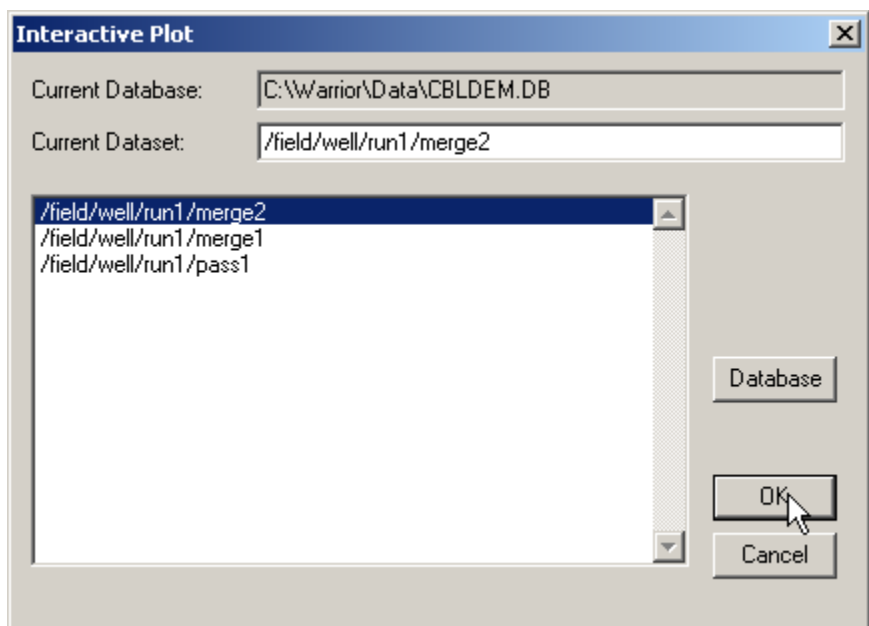 Interactive Plot
Current Database: C:\Warrior\Data\CBLDEM.DB
Current Dataset: /field/well/run1/merge2
/field/well/run1/merge2
/field/well/run1/merge1
/field/well/run1/pass1
Database
OK
Cancel